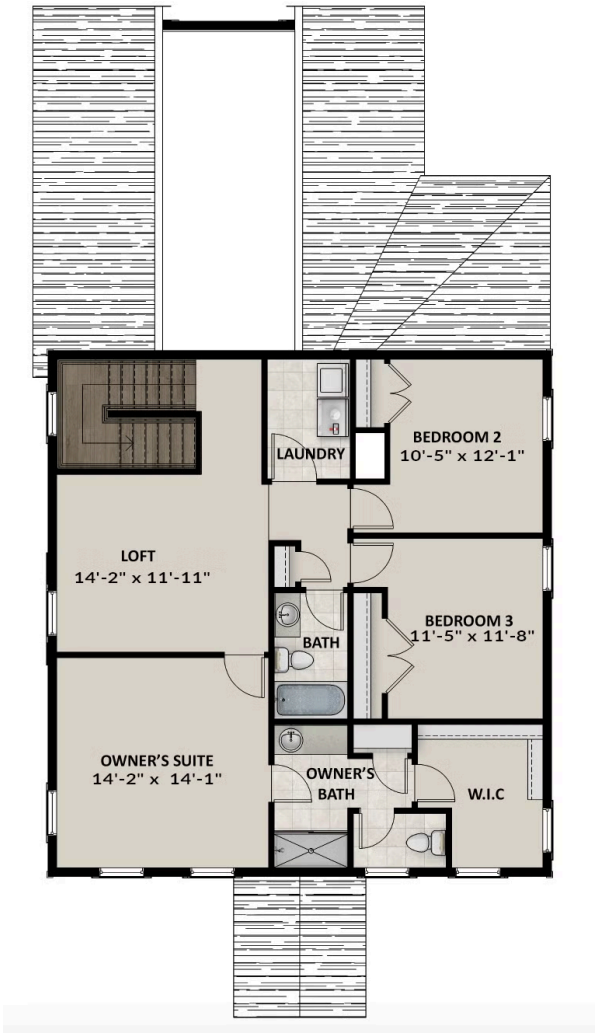 LAUNDRY
BEDROOM 2
10'-5" x 12'-1"
LOFT
14'-2" x 11'-11"
BATH
BEDROOM 3
11'-5" x 11'-8"
OWNER'S SUITE
14'-2" x 14'-1"
OWNER'S
BATH
W.I.C